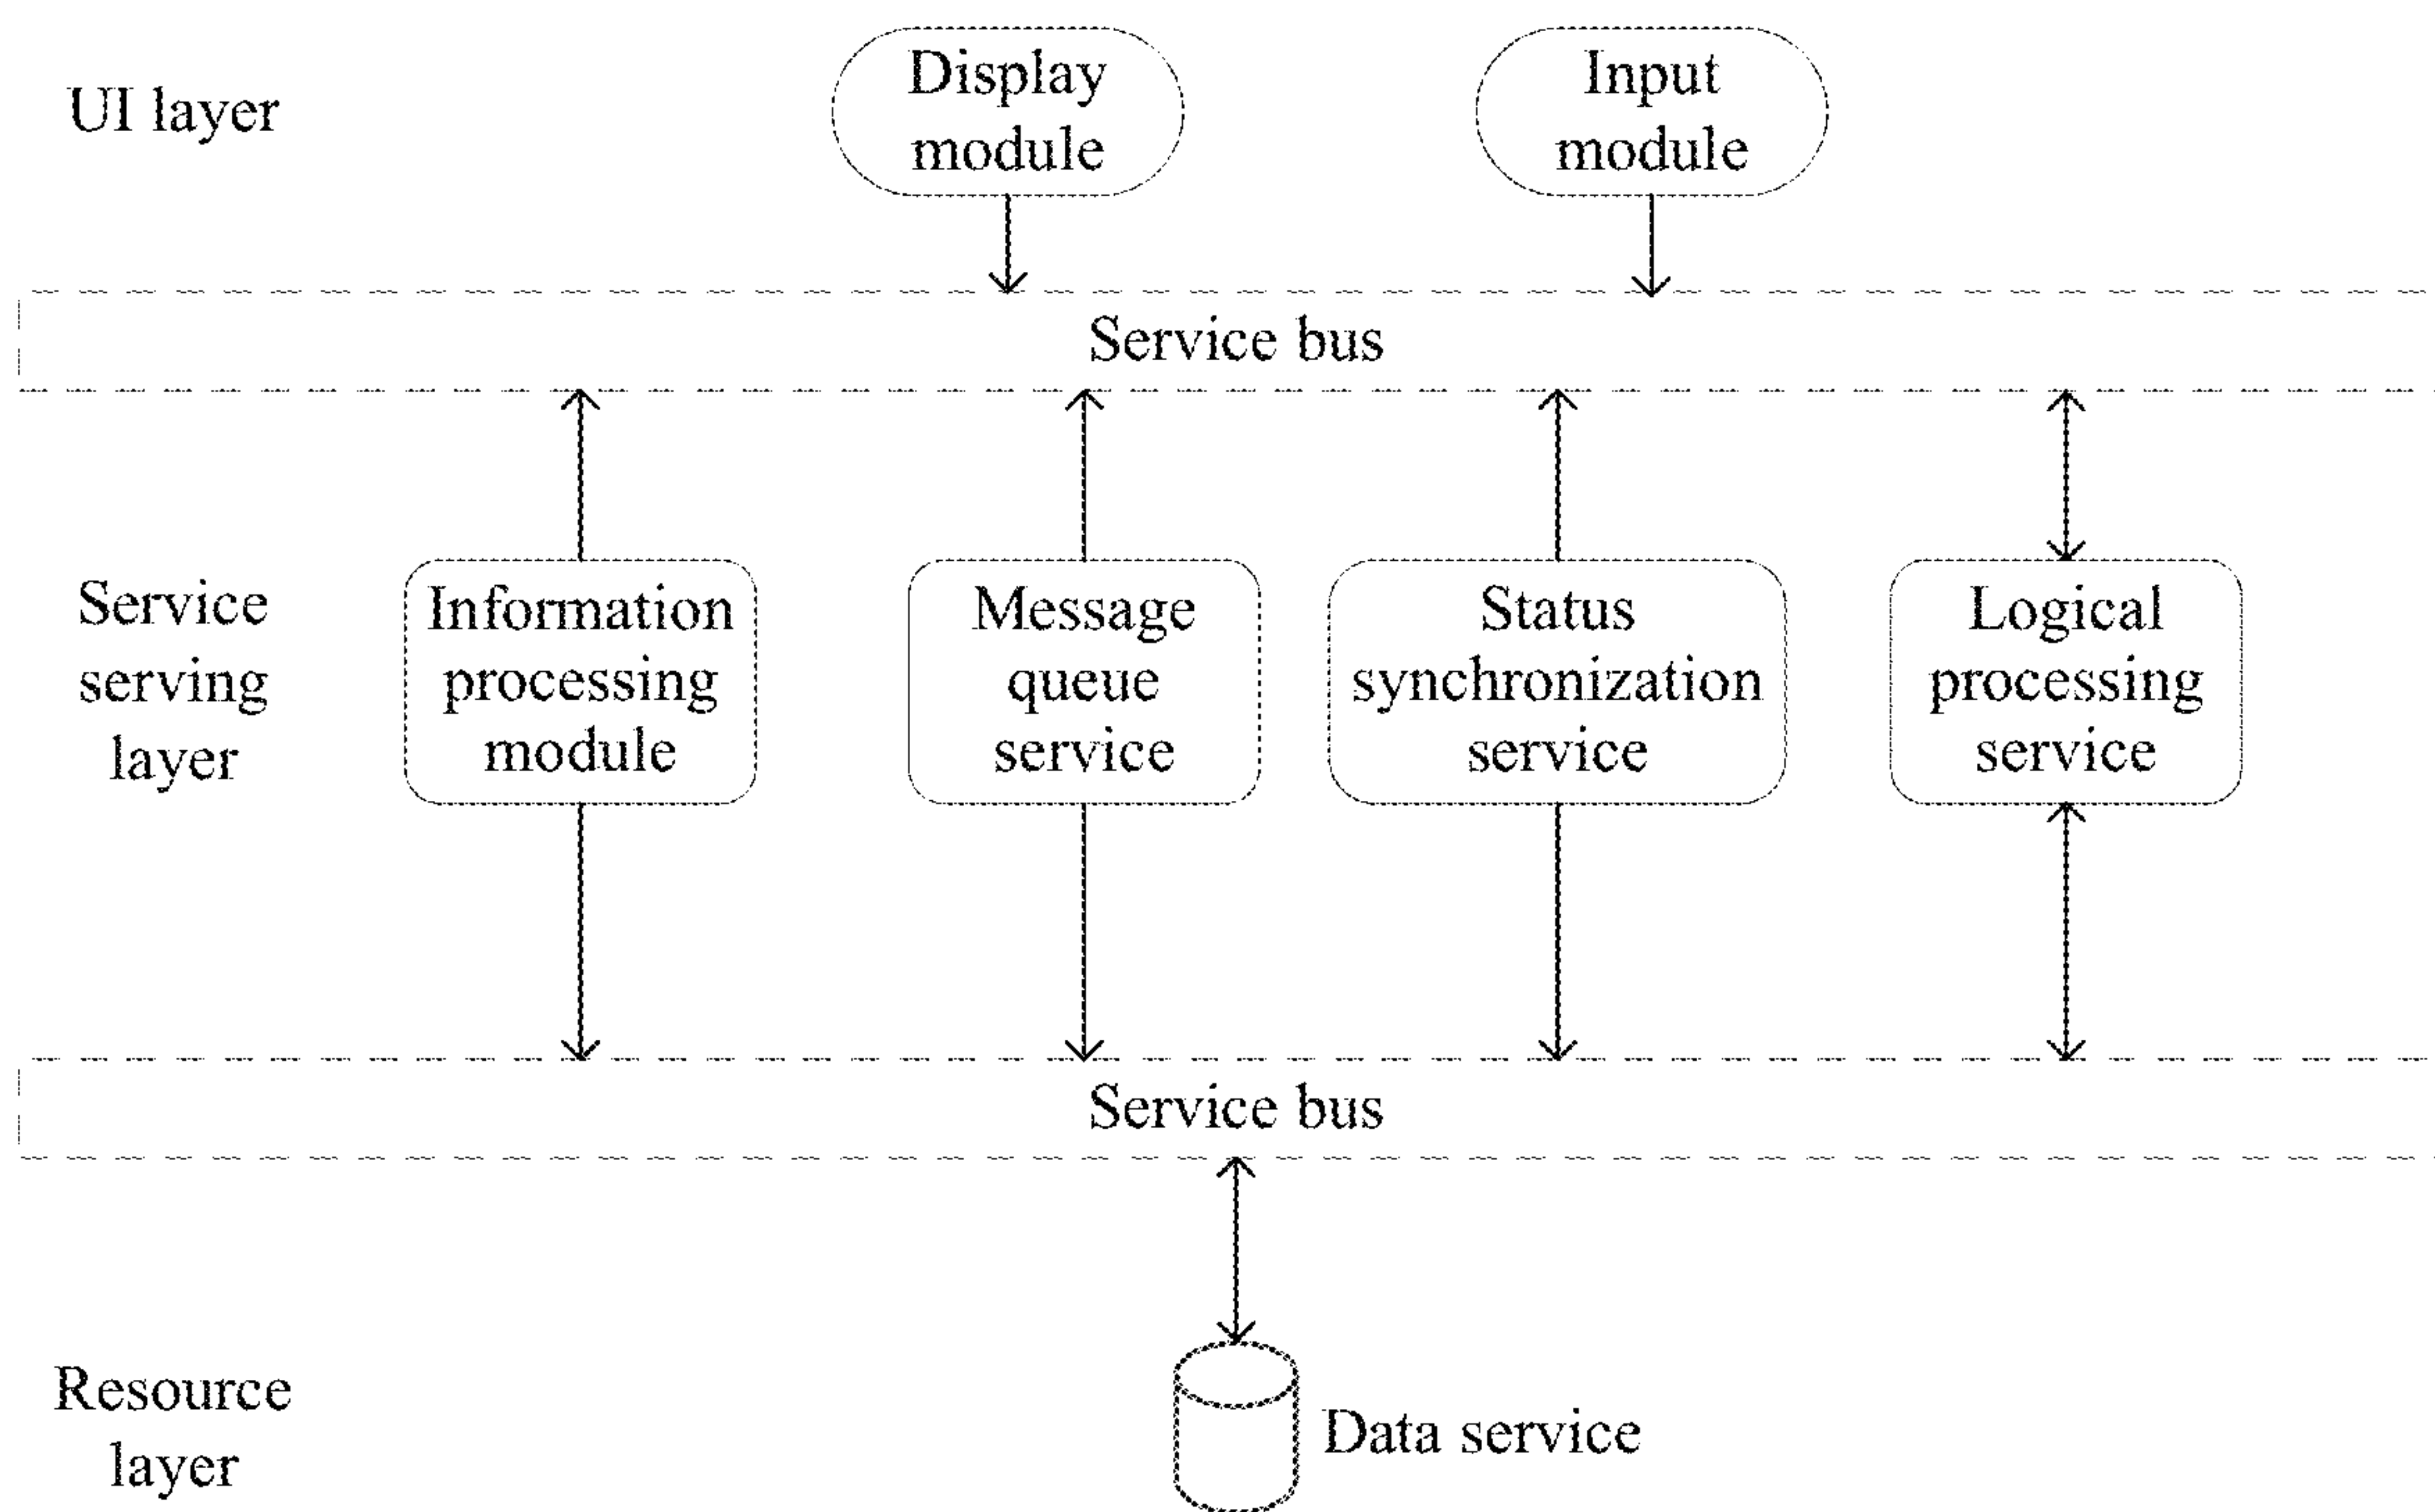 UI layer
Display
module
Input
module
Service bus
Service
serving
layer
Information
processing
module
Message
queue
service
Status
synchronization
service
Logical
processing
service
Service bus
Resource
layer
Data service